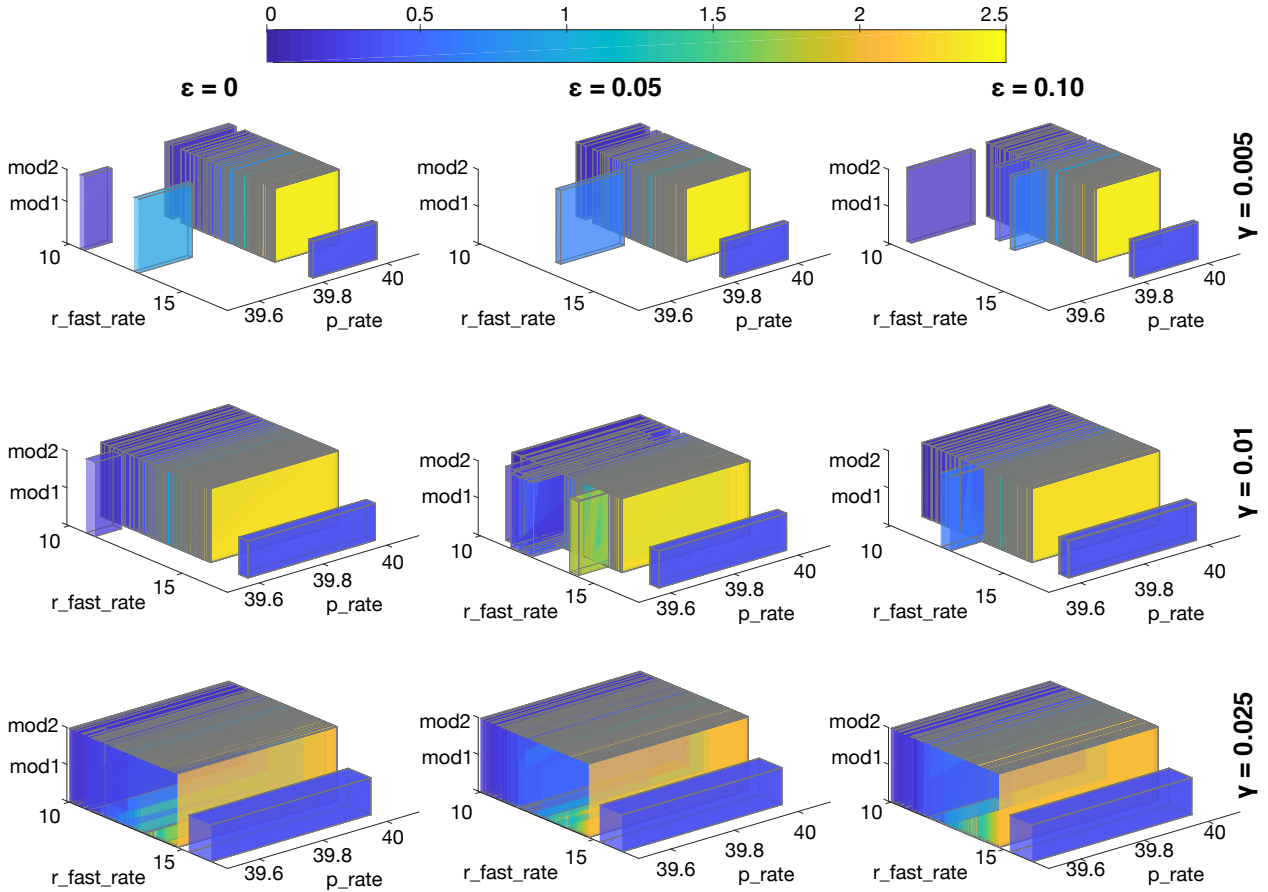 0 0.5 1 1.5 2 2.5
ε = 0 ε = 0.05 ε = 0.10
mod2 mod2 mod2
mod1 mod1 mod1
10 10 10
15 15 15
r_fast_rate r_fast_rate r_fast_rate
39.6 39.8 40 39.6 39.8 40 39.6 39.8 40
p_rate p_rate p_rate
γ = 0.005
mod2 mod2 mod2
mod1 mod1 mod1
10 10 10
15 15 15
r_fast_rate r_fast_rate r_fast_rate
39.6 39.8 40 39.6 39.8 40 39.6 39.8 40
p_rate p_rate p_rate
γ = 0.01
mod2 mod2 mod2
mod1 mod1 mod1
10 10 10
15 15 15
r_fast_rate r_fast_rate r_fast_rate
39.6 39.8 40 39.6 39.8 40 39.6 39.8 40
p_rate p_rate p_rate
γ = 0.025